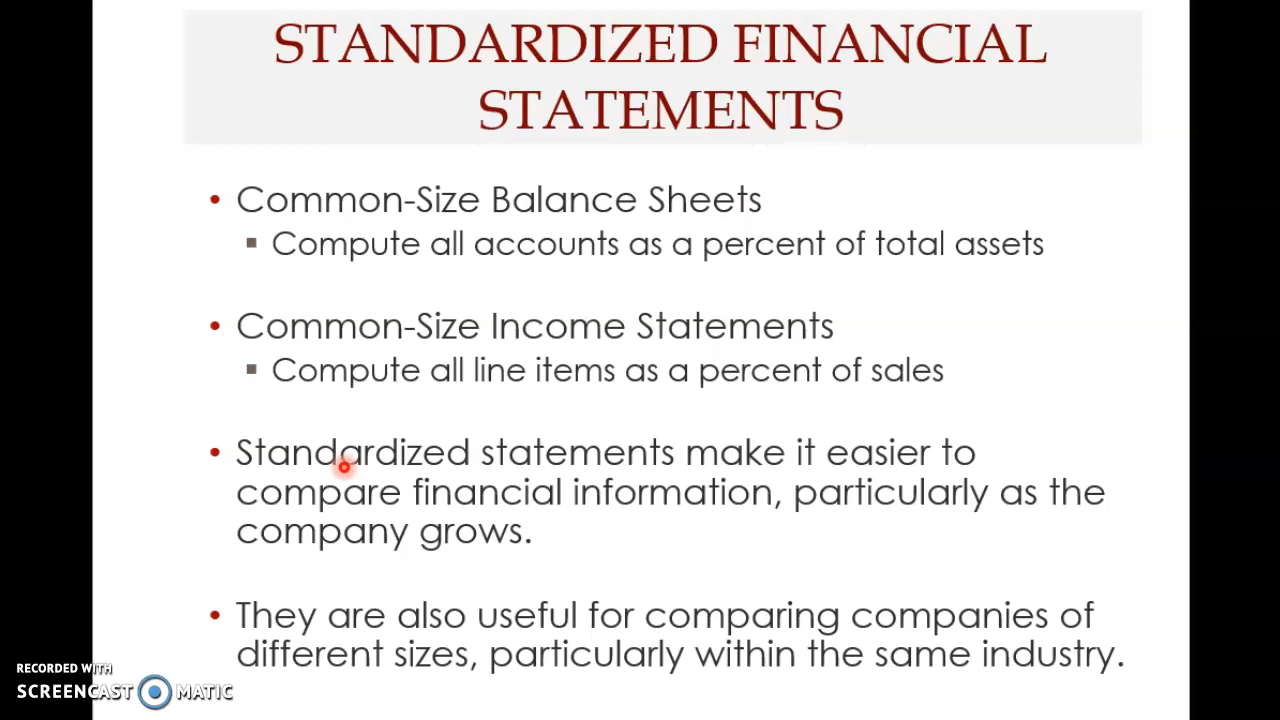 STANDARDIZED FINANCIAL
STATEMENTS
• Common-Size Balance Sheets
▪ Compute all accounts as a percent of total assets
• Common-Size Income Statements
▪ Compute all line items as a percent of sales
• Standardized statements make it easier to
compare financial information, particularly as the
company grows.
• They are also useful for comparing companies of
different sizes, particularly within the same industry.
RECORDED WITH
SCREENCAST MATIC